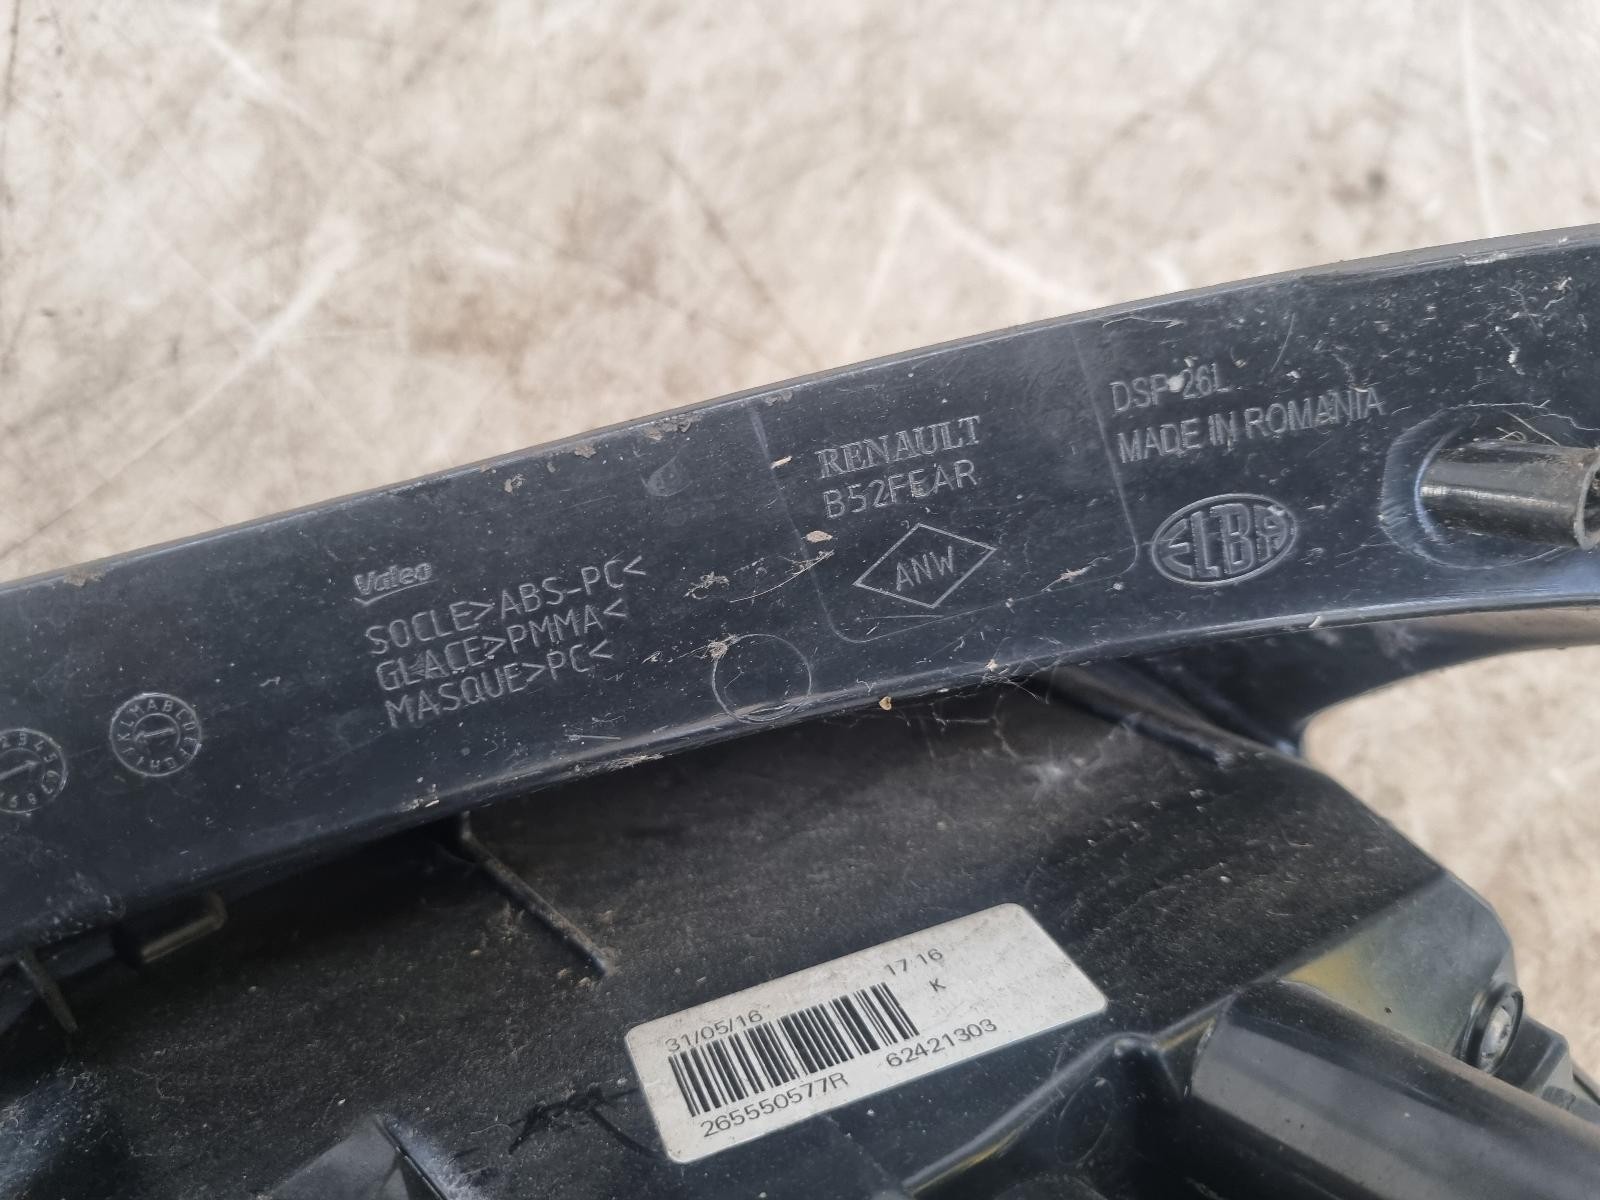 Valeo
SOCLE>ABS-PC<
GLACE>PMMA<
MASQUE>PC<
RENAULT
B52FEAR
ANW
DSP 26L
MADE IN ROMANIA
ELBA
31/05/16
17:16
K
265550577R
62421303